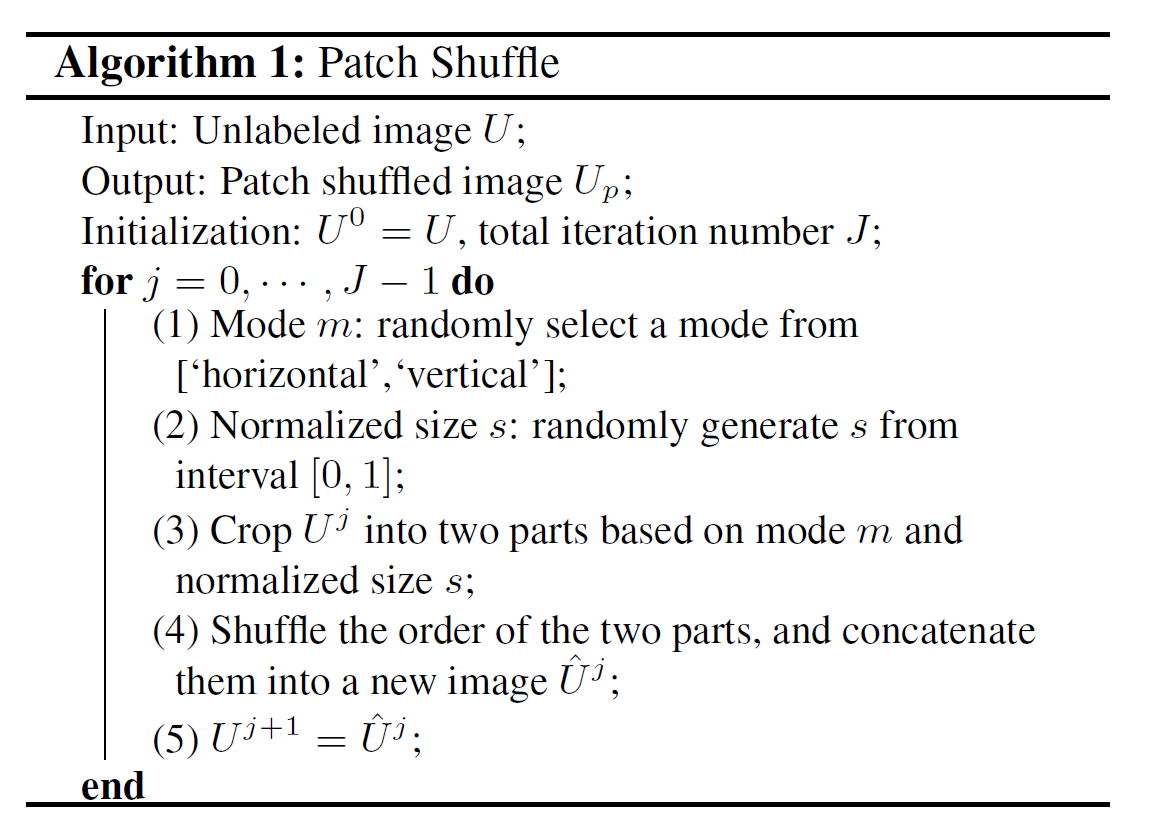 Algorithm 1: Patch Shuffle
Input: Unlabeled image U;
Output: Patch shuffled image U_p;
Initialization: U^0 = U, total iteration number J;
for j = 0, ⋯ , J − 1 do
(1) Mode m: randomly select a mode from
[‘horizontal’,‘vertical’];
(2) Normalized size s: randomly generate s from
interval [0, 1];
(3) Crop U^j into two parts based on mode m and
normalized size s;
(4) Shuffle the order of the two parts, and concatenate
them into a new image Û^j;
(5) U^{j+1} = Û^j;
end